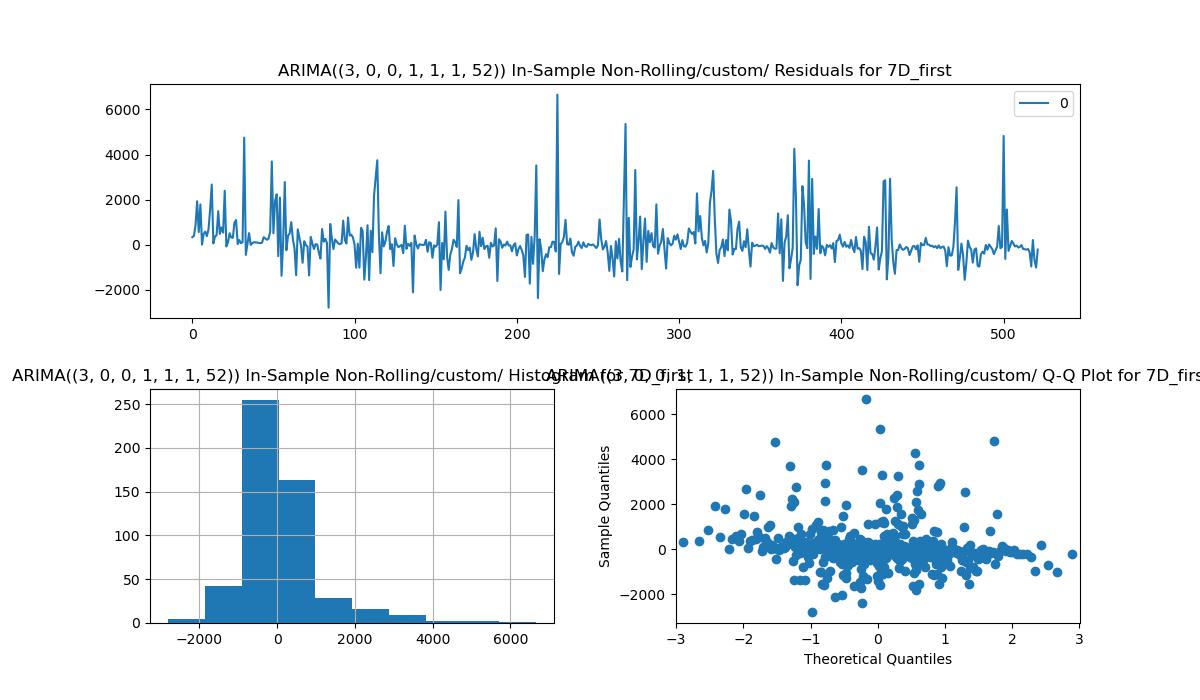 ARIMA((3, 0, 0, 1, 1, 1, 52)) In-Sample Non-Rolling/custom/ Residuals for 7D_first
0
6000
4000
2000
0
−2000
0 100 200 300 400 500
ARIMA((3, 0, 0, 1, 1, 1, 52)) In-Sample Non-Rolling/custom/ Histogram for 7D_first
250
200
150
100
50
0
−2000 0 2000 4000 6000
ARIMA((3, 0, 0, 1, 1, 1, 52)) In-Sample Non-Rolling/custom/ Q-Q Plot for 7D_firs
Sample Quantiles
6000
4000
2000
0
−2000
−3 −2 −1 0 1 2 3
Theoretical Quantiles